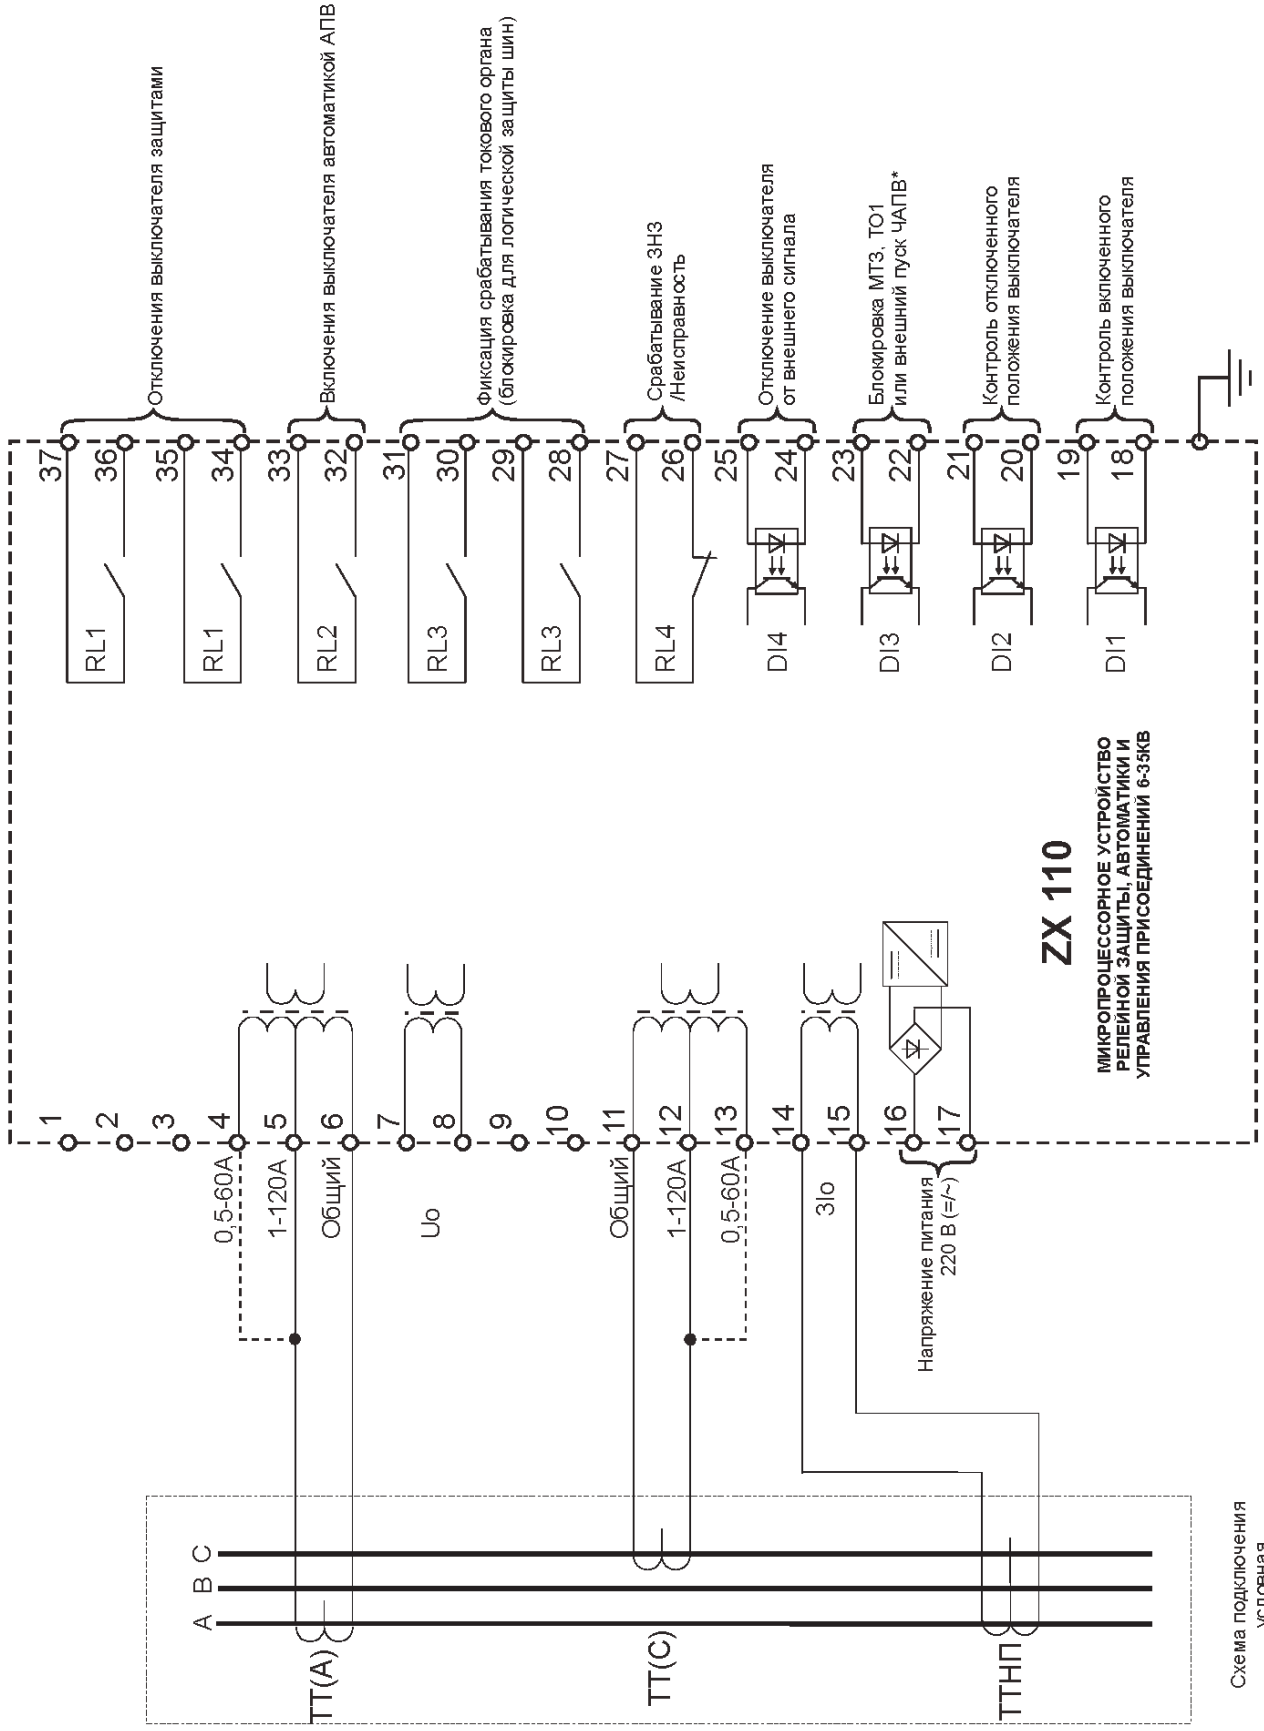 Отключения выключателя защитами
Включения выключателя автоматикой АПВ
Фиксация срабатывания токового органа
(блокировка для логической защиты шин)
Срабатывание ЗНЗ
/Неисправность
Отключение выключателя
от внешнего сигнала
Блокировка МТЗ, ТО1
или внешний пуск ЧАПВ*
Контроль отключенного
положения выключателя
Контроль включенного
положения выключателя
37
36
35
34
33
32
31
30
29
28
27
26
25
24
23
22
21
20
19
18
RL1
RL1
RL2
RL3
RL3
RL4
DI4
DI3
DI2
DI1
ZX 110
МИКРОПРОЦЕССОРНОЕ УСТРОЙСТВО
РЕЛЕЙНОЙ ЗАЩИТЫ, АВТОМАТИКИ И
УПРАВЛЕНИЯ ПРИСОЕДИНЕНИЙ 6-35КВ
1
2
3
4
5
6
7
8
9
10
11
12
13
14
15
16
17
0,5-60А
1-120А
Общий
Uo
Общий
1-120А
0,5-60А
3Io
Напряжение питания
220 В (=/~)
A
B
C
ТТ(А)
ТТ(С)
ТТНП
Схема подключения
условная